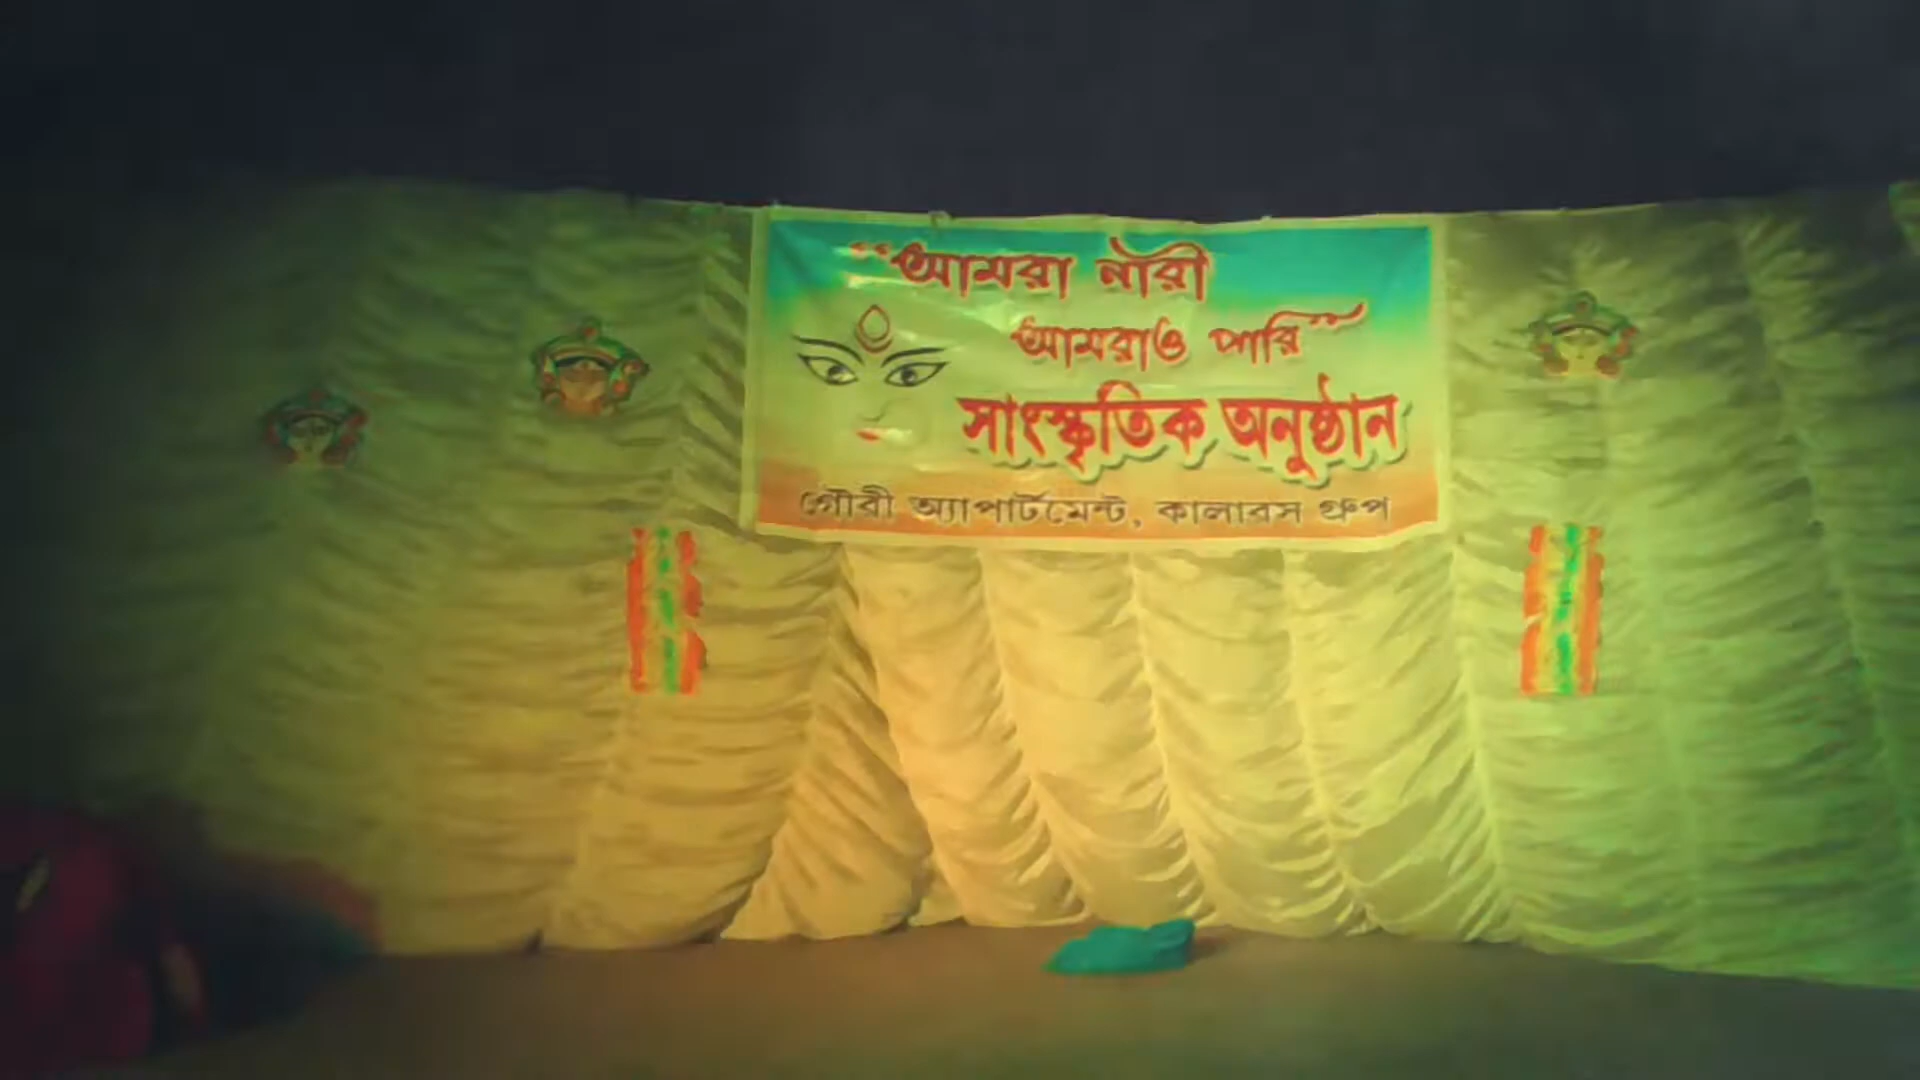 “আমরা নারী
আমরাও পারি”
সাংস্কৃতিক অনুষ্ঠান
গৌরী অ্যাপার্টমেন্ট, কালারস গ্রুপ